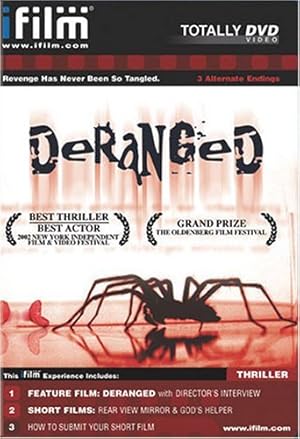 ifilm®
www.ifilm.com
TOTALLY DVD
VIDEO
Revenge Has Never Been So Tangled.
3 Alternate Endings
DeRANGeD
BEST THRILLER
BEST ACTOR
2002 NEW YORK INDEPENDENT
FILM & VIDEO FESTIVAL
GRAND PRIZE
THE OLDENBERG FILM FESTIVAL
This ifilm Experience Includes:
THRILLER
1 FEATURE FILM: DERANGED with DIRECTOR'S INTERVIEW
2 SHORT FILMS: REAR VIEW MIRROR & GOD'S HELPER
3 HOW TO SUBMIT YOUR SHORT FILM
www.ifilm.com